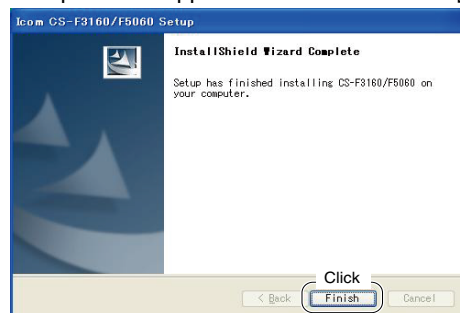 Icom CS-F3160/F5060 Setup
InstallShield Wizard Complete
Setup has finished installing CS-F3160/F5060 on
your computer.
Click
< Back
Finish
Cancel